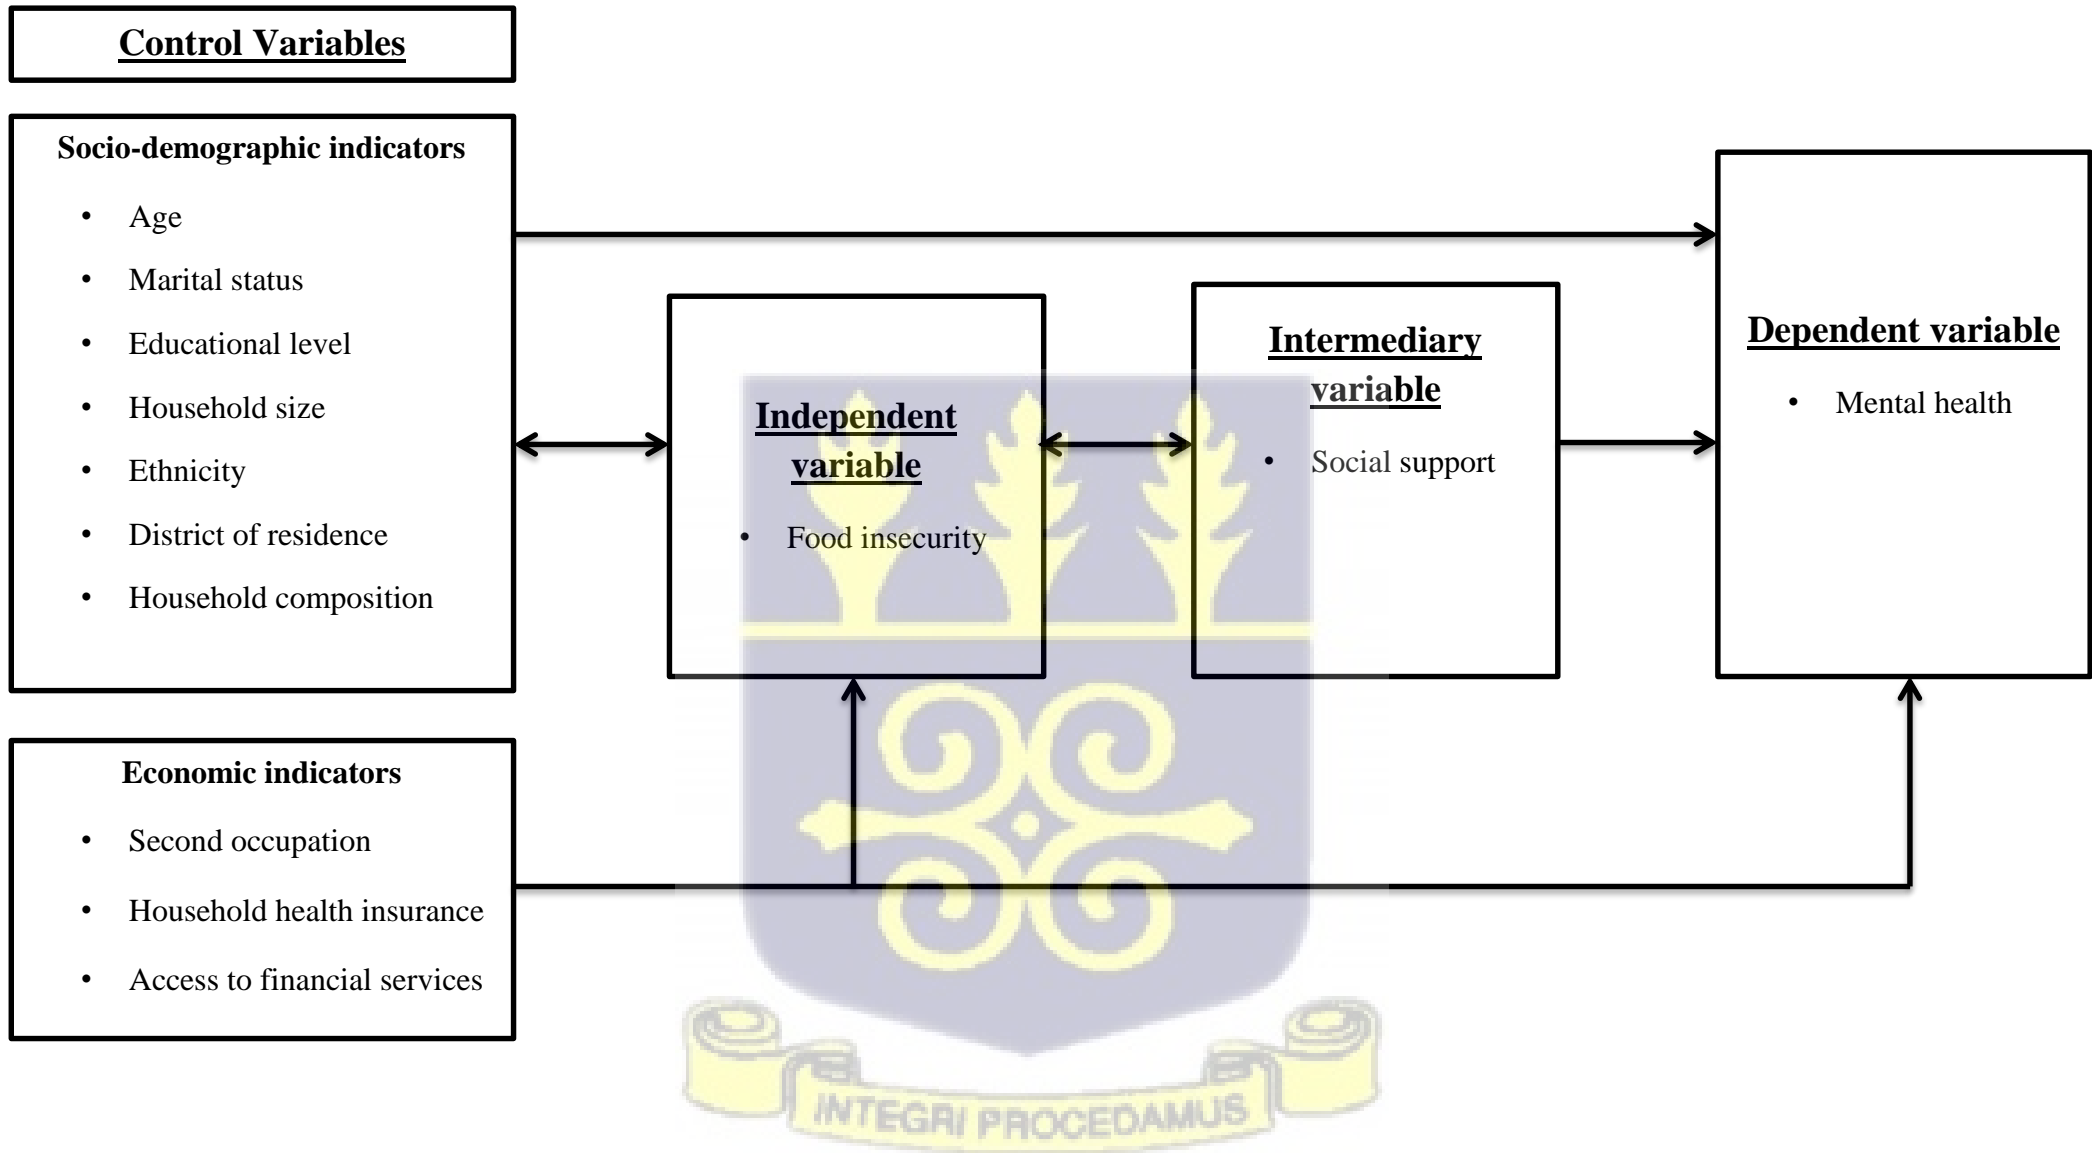 Control Variables
Socio-demographic indicators
• Age
• Marital status
• Educational level
• Household size
• Ethnicity
• District of residence
• Household composition
Economic indicators
• Second occupation
• Household health insurance
• Access to financial services
Independent
variable
• Food insecurity
Intermediary
variable
• Social support
Dependent variable
• Mental health
INTEGRI PROCEDAMUS